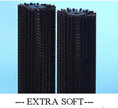 --- EXTRA SOFT---